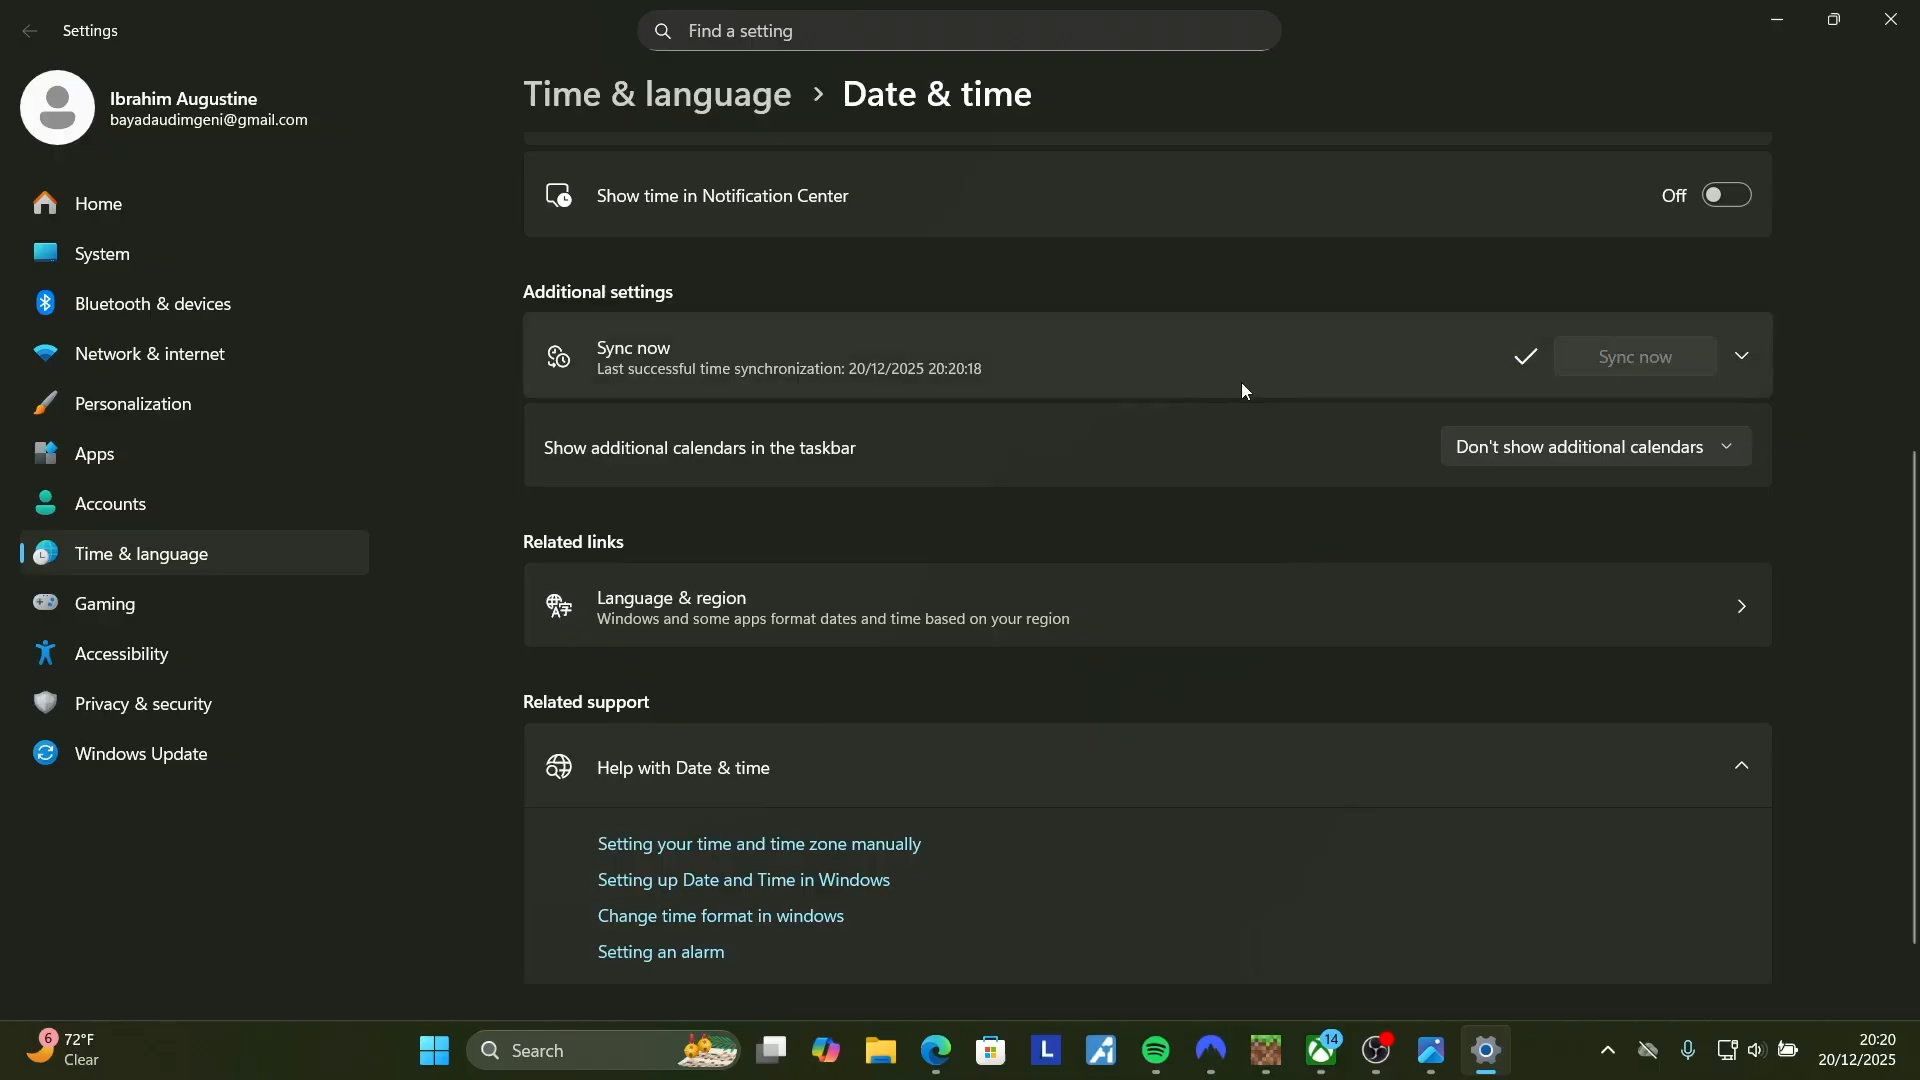 Settings
Find a setting
Ibrahim Augustine
bayadaudimgeni@gmail.com
Home
System
Bluetooth & devices
Network & internet
Personalization
Apps
Accounts
Time & language
Gaming
Accessibility
Privacy & security
Windows Update
Time & language > Date & time
Show time in Notification Center
Off
Additional settings
Sync now
Last successful time synchronization: 20/12/2025 20:20:18
Sync now
Show additional calendars in the taskbar
Don't show additional calendars
Related links
Language & region
Windows and some apps format dates and time based on your region
Related support
Help with Date & time
Setting your time and time zone manually
Setting up Date and Time in Windows
Change time format in windows
Setting an alarm
6
72°F
Clear
Search
L
14
20:20
20/12/2025